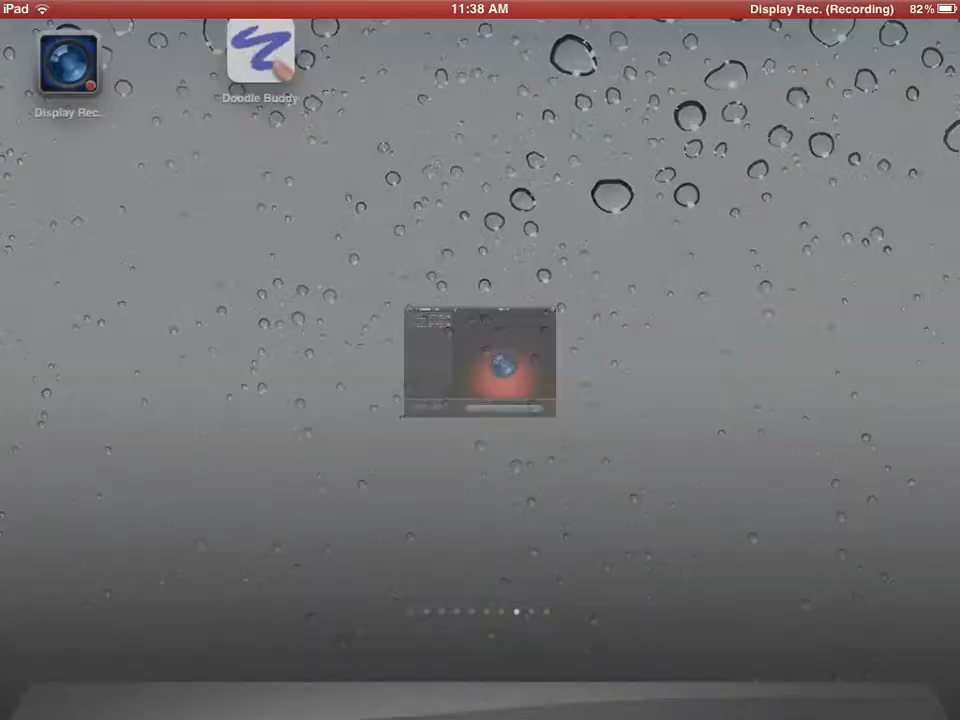 iPad 11:38 AM Display Rec. (Recording) 82%
Display Rec. Doodle Buddy